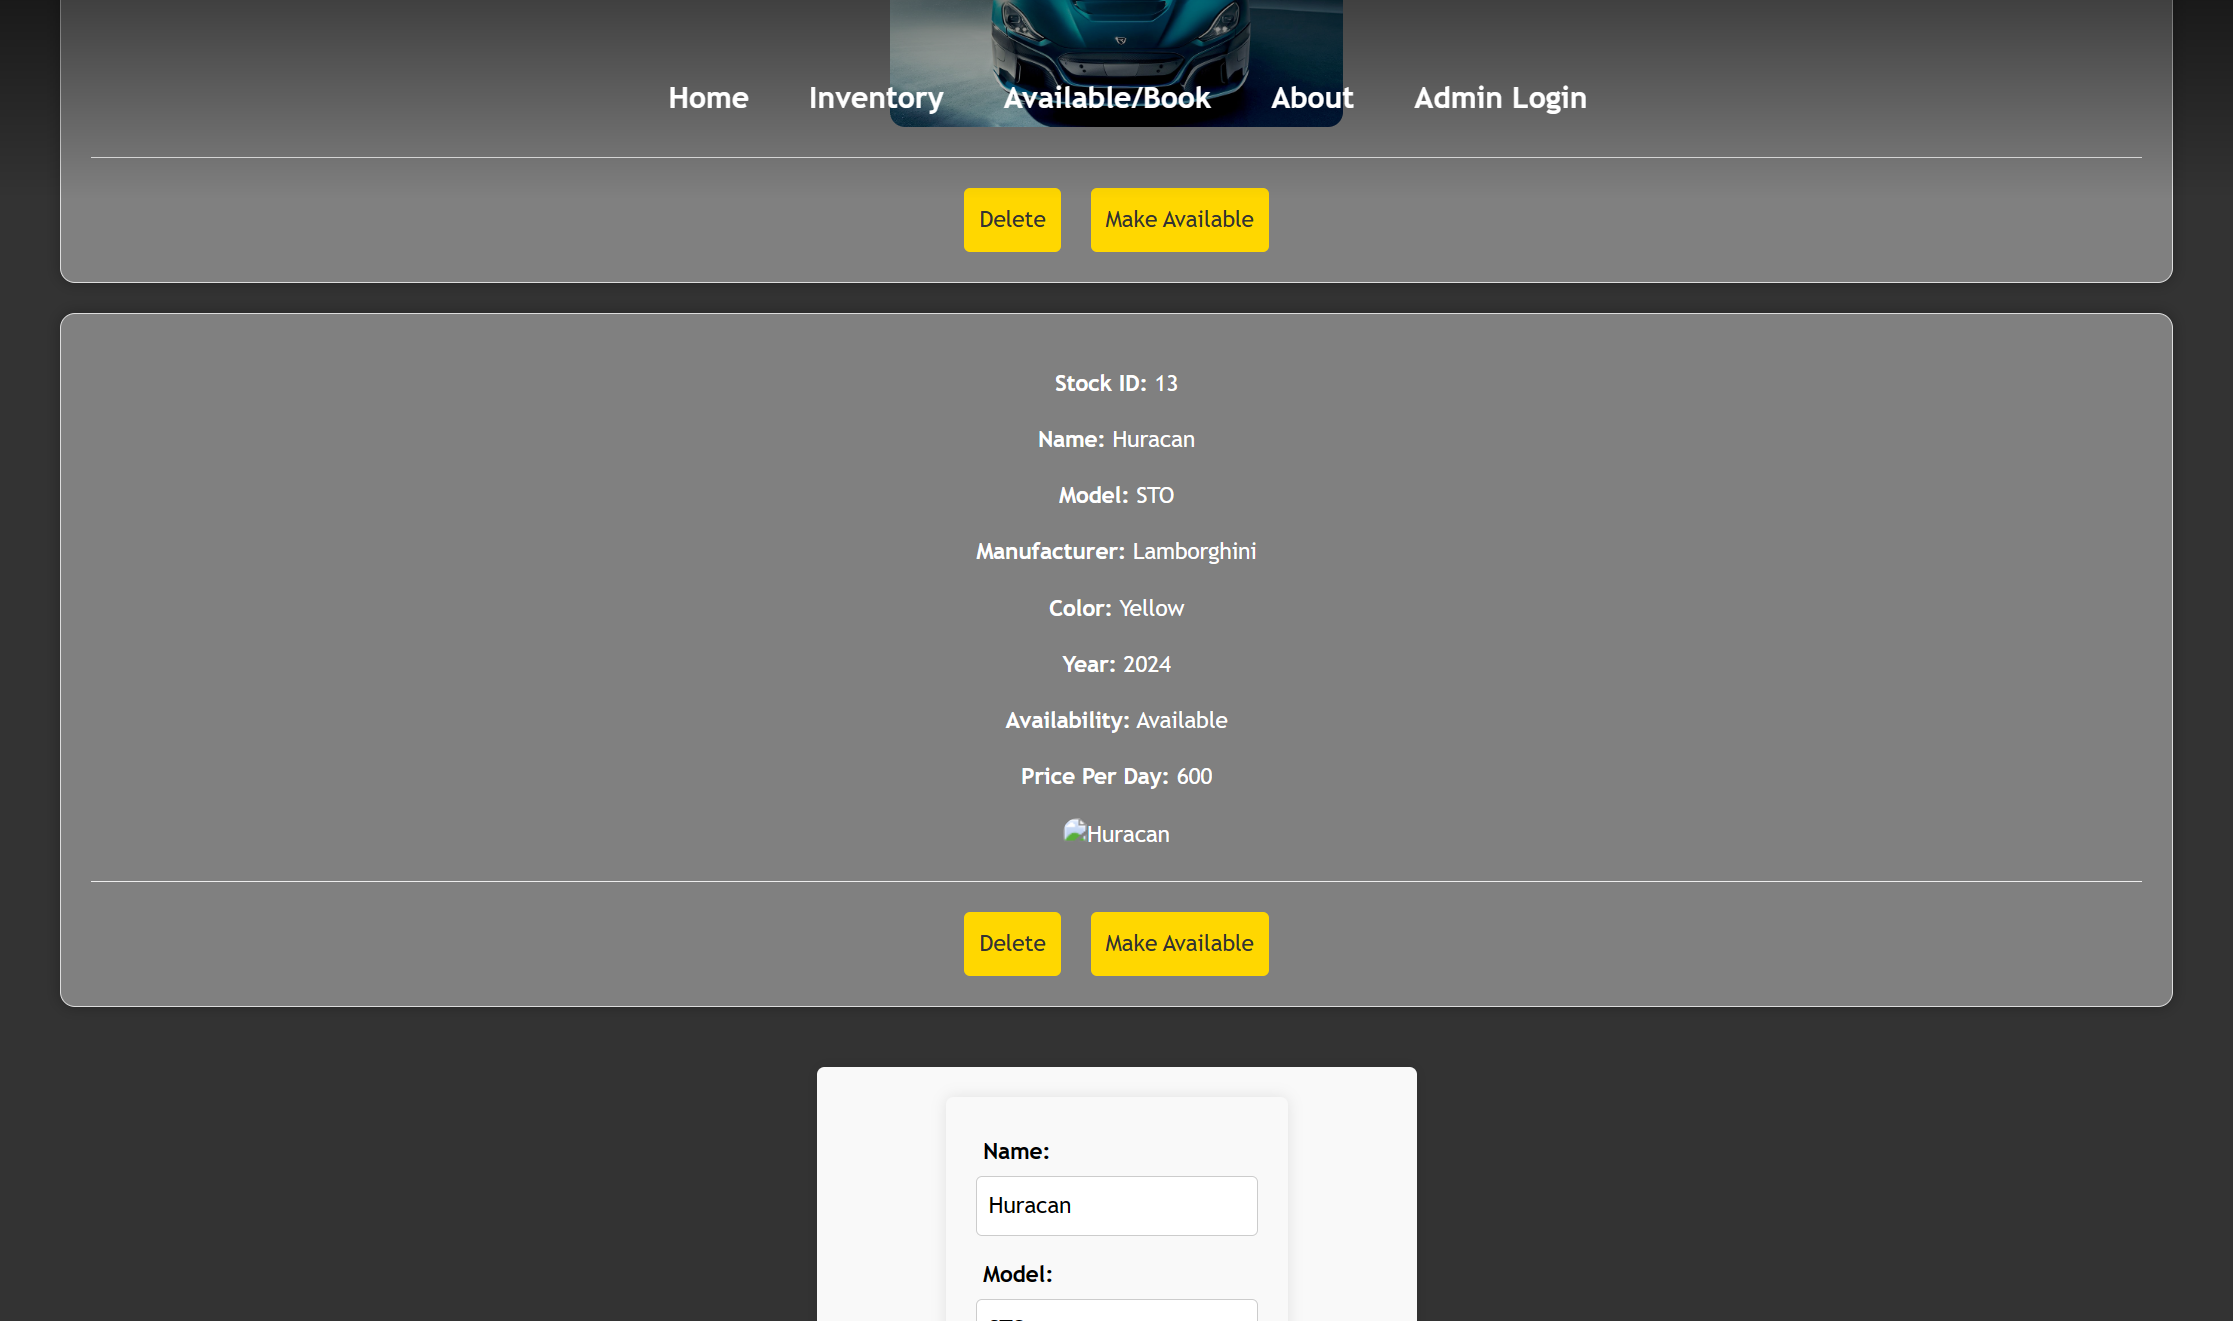 Home Inventory Available/Book About Admin Login
Delete Make Available
Stock ID: 13
Name: Huracan
Model: STO
Manufacturer: Lamborghini
Color: Yellow
Year: 2024
Availability: Available
Price Per Day: 600
Huracan
Delete Make Available
Name:
Huracan
Model: